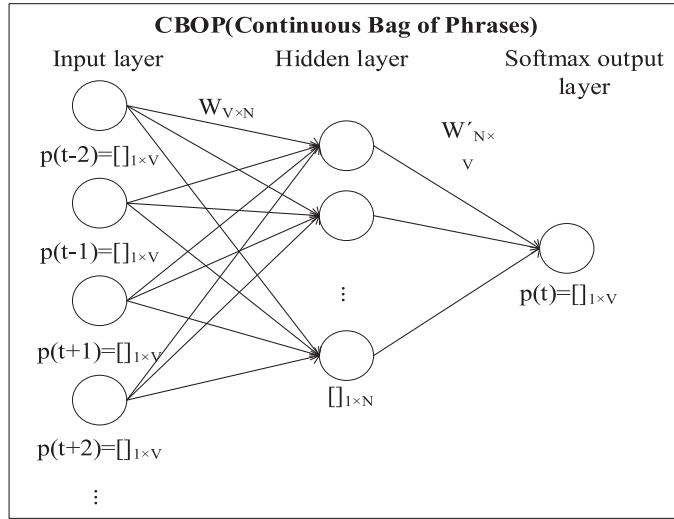 CBOP(Continuous Bag of Phrases)
Input layer
Hidden layer
Softmax output
layer
W_{V×N}
W´_{N×
V}
p(t-2)=[]_{1×V}
p(t-1)=[]_{1×V}
p(t+1)=[]_{1×V}
p(t+2)=[]_{1×V}
⋮
⋮
[]_{1×N}
p(t)=[]_{1×V}